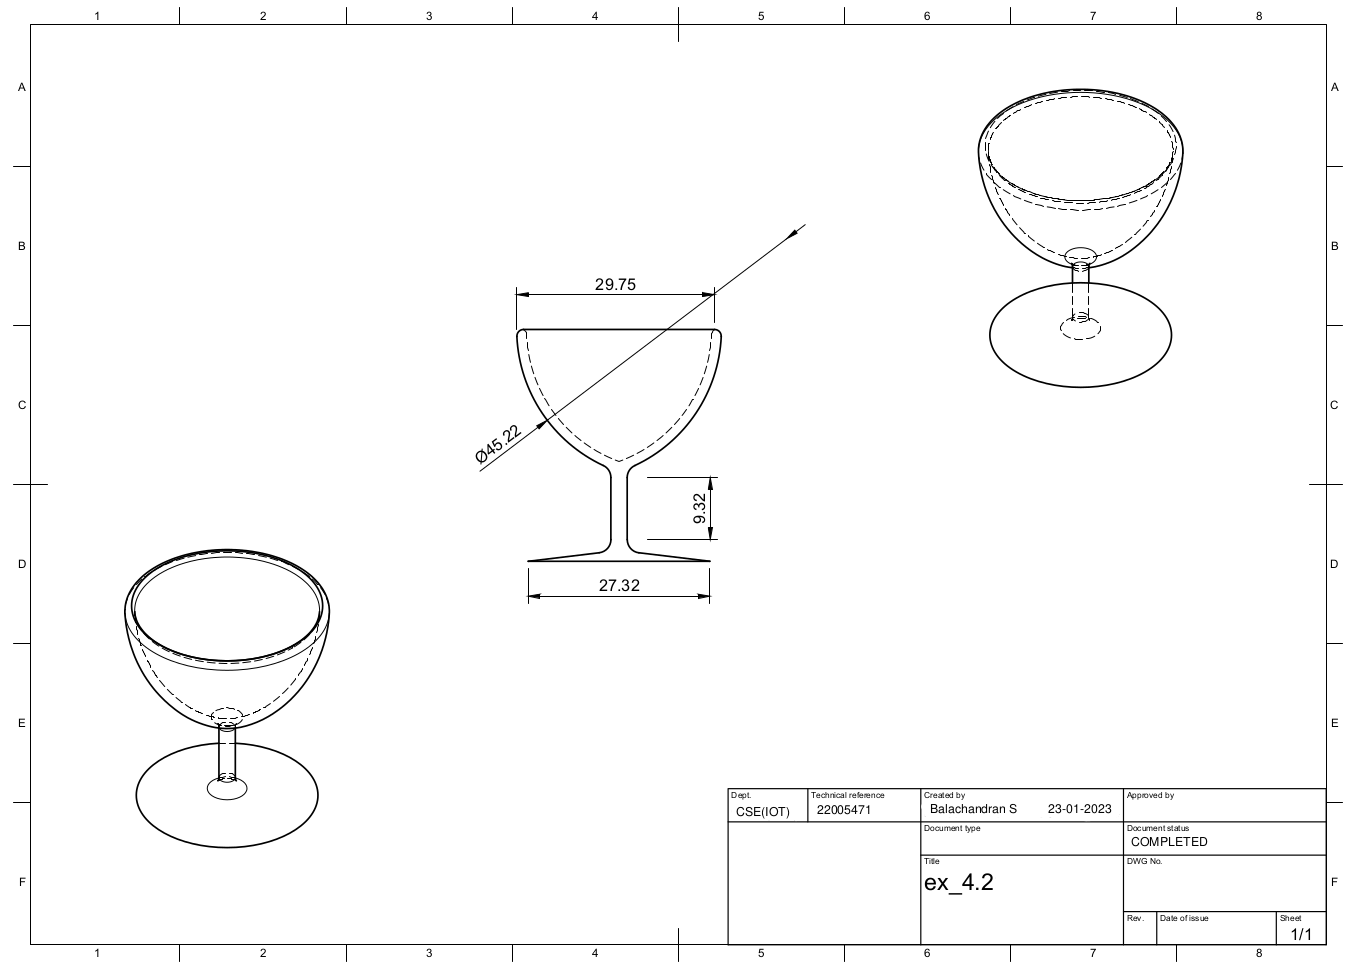 1 2 3 4 5 6 7 8
A A
B B
29.75
C C
Ø45.22
9.32
D D
27.32
E E
Dept. Technical reference Created by Approved by
CSE(IOT) 22005471 Balachandran S 23-01-2023
Document type Document status
COMPLETED
Title DWG No.
F ex_4.2 F
Rev. Date of issue Sheet
1/1
1 2 3 4 5 6 7 8